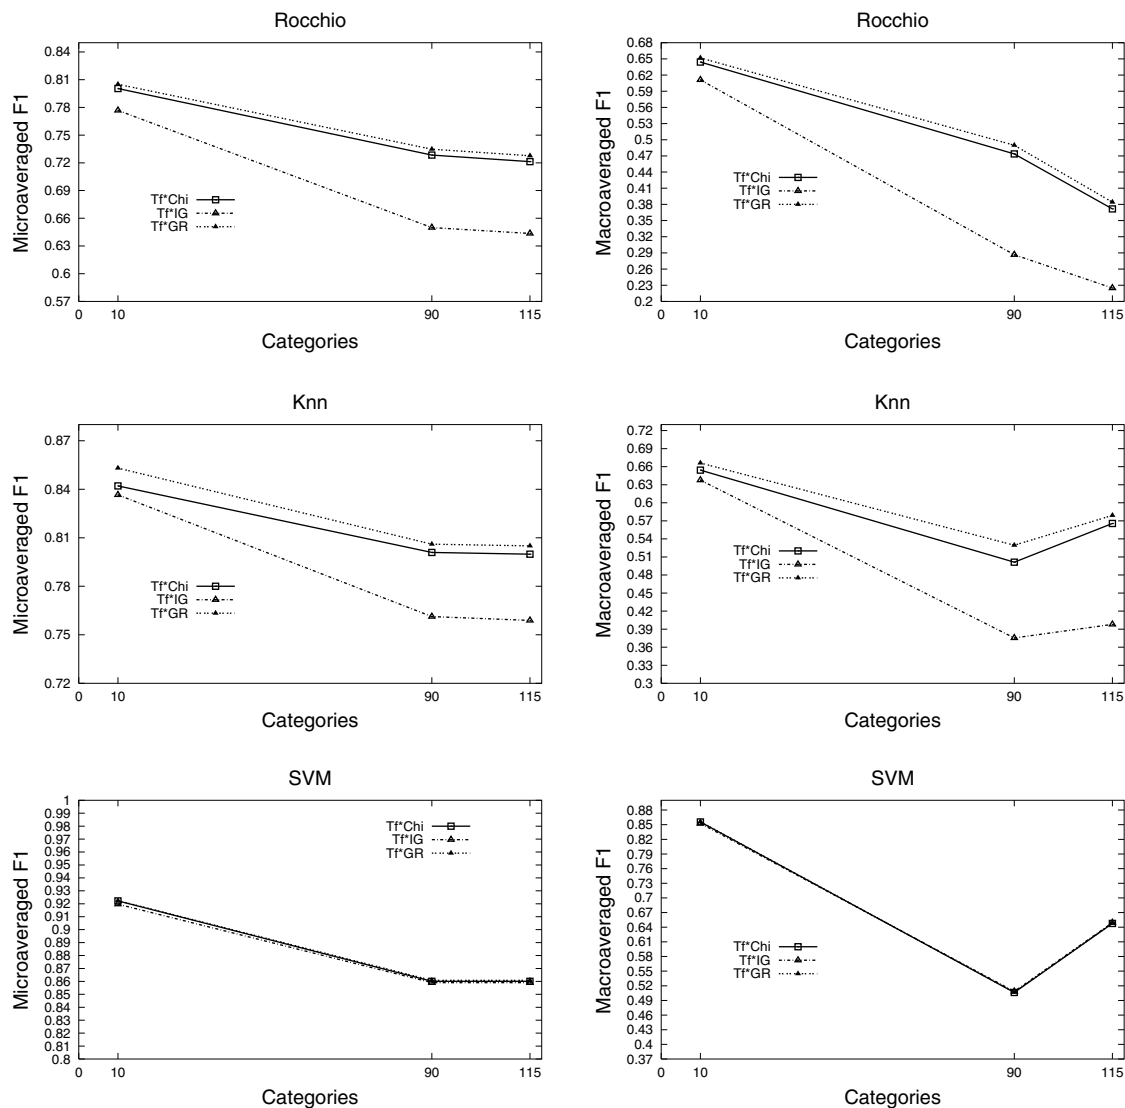 Rocchio
Microaveraged F1
0.84
0.81
0.78
0.75
0.72
0.69
0.66
0.63
0.6
0.57
Tf*Chi
Tf*IG
Tf*GR
0 10 90 115
Categories
Rocchio
Macroaveraged F1
0.68
0.65
0.62
0.59
0.56
0.53
0.5
0.47
0.44
0.41
0.38
0.35
0.32
0.29
0.26
0.23
0.2
Tf*Chi
Tf*IG
Tf*GR
0 10 90 115
Categories
Knn
Microaveraged F1
0.87
0.84
0.81
0.78
0.75
0.72
Tf*Chi
Tf*IG
Tf*GR
0 10 90 115
Categories
Knn
Macroaveraged F1
0.72
0.69
0.66
0.63
0.6
0.57
0.54
0.51
0.48
0.45
0.42
0.39
0.36
0.33
0.3
Tf*Chi
Tf*IG
Tf*GR
0 10 90 115
Categories
SVM
Microaveraged F1
1
0.99
0.98
0.97
0.96
0.95
0.94
0.93
0.92
0.91
0.9
0.89
0.88
0.87
0.86
0.85
0.84
0.83
0.82
0.81
0.8
Tf*Chi
Tf*IG
Tf*GR
0 10 90 115
Categories
SVM
Macroaveraged F1
0.88
0.85
0.82
0.79
0.76
0.73
0.7
0.67
0.64
0.61
0.58
0.55
0.52
0.49
0.46
0.43
0.4
0.37
Tf*Chi
Tf*IG
Tf*GR
0 10 90 115
Categories